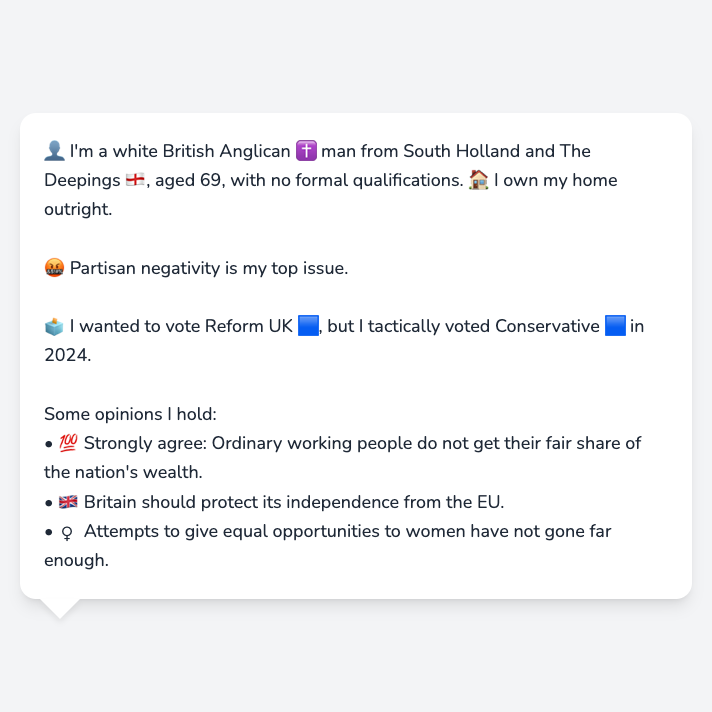 👤 I'm a white British Anglican ✝️ man from South Holland and The
Deepings 🏴󠁧󠁢󠁥󠁮󠁧󠁿, aged 69, with no formal qualifications. 🏠 I own my home
outright.
🤬 Partisan negativity is my top issue.
🗳️ I wanted to vote Reform UK 🟦, but I tactically voted Conservative 🟦 in
2024.
Some opinions I hold:
• 💯 Strongly agree: Ordinary working people do not get their fair share of
the nation's wealth.
• 🇬🇧 Britain should protect its independence from the EU.
• ♀ Attempts to give equal opportunities to women have not gone far
enough.